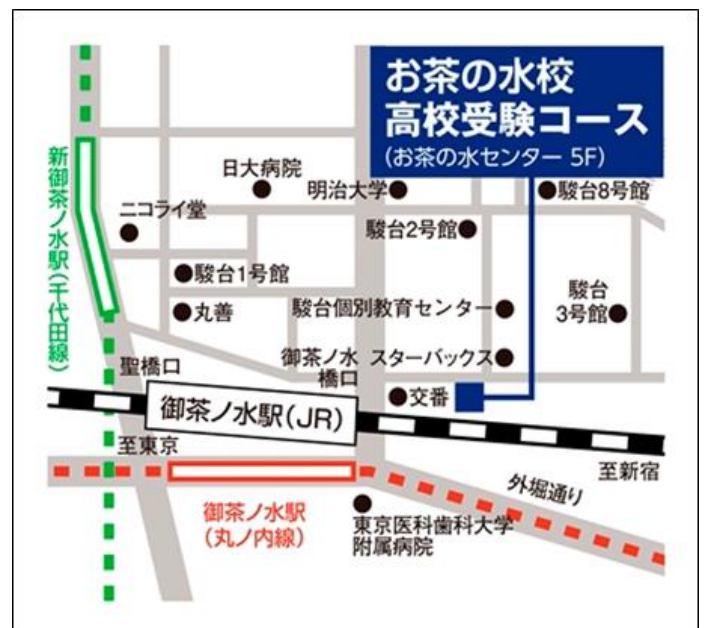 お茶の水校
高校受験コース
(お茶の水センター 5F)
新御茶ノ水駅(千代田線)
日大病院
明治大学
駿台8号館
ニコライ堂
駿台2号館
駿台1号館
丸善
駿台個別教育センター
駿台
3号館
御茶ノ水
橋口
スターバックス
聖橋口
交番
御茶ノ水駅(JR)
至東京
至新宿
外堀通り
御茶ノ水駅
(丸ノ内線)
東京医科歯科大学
附属病院